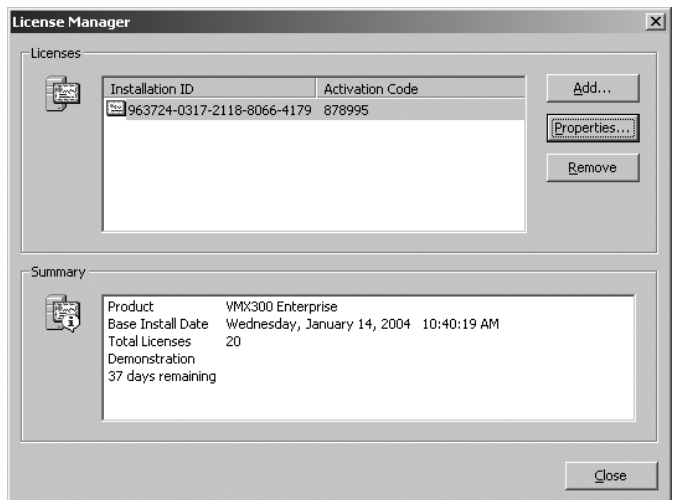 License Manager
Licenses
Installation ID Activation Code
963724-0317-2118-8066-4179 878995
Add...
Properties...
Remove
Summary
Product VMX300 Enterprise
Base Install Date Wednesday, January 14, 2004 10:40:19 AM
Total Licenses 20
Demonstration
37 days remaining
Close